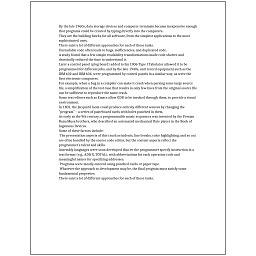 By the late 1960s, data storage devices and computer terminals became inexpensive enough
that programs could be created by typing directly into the computers.
They are the building blocks for all software, from the simplest applications to the most
sophisticated ones.
There exist a lot of different approaches for each of those tasks.
Unreadable code often leads to bugs, inefficiencies, and duplicated code.
A study found that a few simple readability transformations made code shorter and
drastically reduced the time to understand it.
Later a control panel (plug board) added to his 1906 Type I Tabulator allowed it to be
programmed for different jobs, and by the late 1940s, unit record equipment such as the
IBM 602 and IBM 604, were programmed by control panels in a similar way, as were the
first electronic computers.
For example, when a bug in a compiler can make it crash when parsing some large source
file, a simplification of the test case that results in only few lines from the original source file
can be sufficient to reproduce the same crash.
Some text editors such as Emacs allow GDB to be invoked through them, to provide a visual
environment.
In 1801, the Jacquard loom could produce entirely different weaves by changing the
"program" – a series of pasteboard cards with holes punched in them.
As early as the 9th century, a programmable music sequencer was invented by the Persian
Banu Musa brothers, who described an automated mechanical flute player in the Book of
Ingenious Devices.
Some of these factors include:
The presentation aspects of this (such as indents, line breaks, color highlighting, and so on)
are often handled by the source code editor, but the content aspects reflect the
programmer's talent and skills.
Assembly languages were soon developed that let the programmer specify instruction in a
text format (e.g., ADD X, TOTAL), with abbreviations for each operation code and
meaningful names for specifying addresses.
Programs were mostly entered using punched cards or paper tape.
Whatever the approach to development may be, the final program must satisfy some
fundamental properties.
There exist a lot of different approaches for each of those tasks.